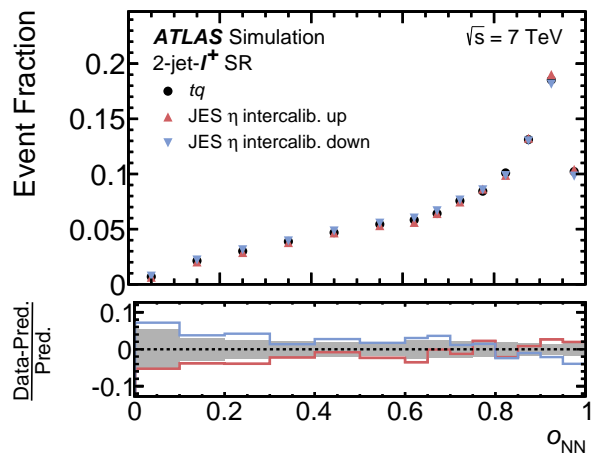 ATLAS Simulation
√s = 7 TeV
2-jet-l⁺ SR
tq
JES η intercalib. up
JES η intercalib. down
Event Fraction
0.2
0.15
0.1
0.05
0
Data-Pred.
Pred.
0.1
0
-0.1
0 0.2 0.4 0.6 0.8 1
o_NN